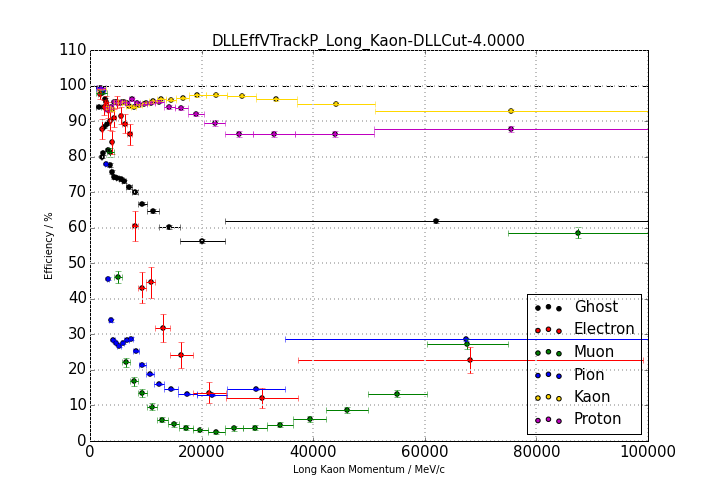 DLLEffVTrackP_Long_Kaon-DLLCut-4.0000
110
100
90
80
70
60
50
40
30
20
10
0
Efficiency / %
Ghost
Electron
Muon
Pion
Kaon
Proton
0 20000 40000 60000 80000 100000
Long Kaon Momentum / MeV/c